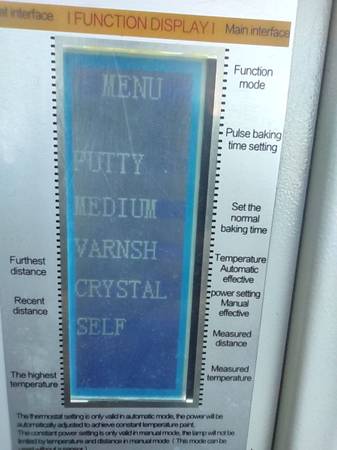 at interface | FUNCTION DISPLAY | Main interface
MENU
PUTTY
MEDIUM
VARNSH
CRYSTAL
SELF
Furthest
distance
Recent
distance
The highest
temperature
Function
mode
Pulse baking
time setting
Set the
normal
baking time
Temperature
Automatic
effective
power setting
Manual
effective
Measured
distance
Measured
temperature
The thermostat setting is only valid in automatic mode, the power will be
automatically adjusted to achieve constant temperature paint.
The constant power setting is only valid in manual mode, the lamp will not be
limited by temperature and distance in manual mode ( This mode can be